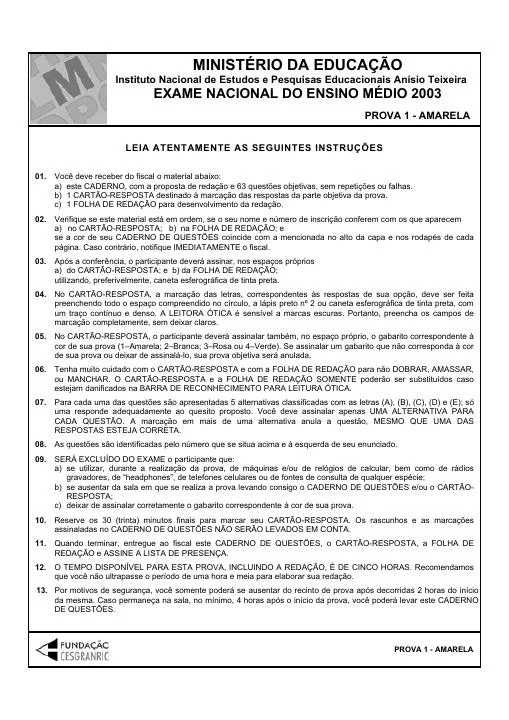 MINISTÉRIO DA EDUCAÇÃO
Instituto Nacional de Estudos e Pesquisas Educacionais Anísio Teixeira
EXAME NACIONAL DO ENSINO MÉDIO 2003
PROVA 1 - AMARELA
LEIA ATENTAMENTE AS SEGUINTES INSTRUÇÕES
01. Você deve receber do fiscal o material abaixo:
a) este CADERNO, com a proposta de redação e 63 questões objetivas, sem repetições ou falhas.
b) 1 CARTÃO-RESPOSTA destinado à marcação das respostas da parte objetiva da prova.
c) 1 FOLHA DE REDAÇÃO para desenvolvimento da redação.
02. Verifique se este material está em ordem, se o seu nome e número de inscrição conferem com os que aparecem
a) no CARTÃO-RESPOSTA; b) na FOLHA DE REDAÇÃO; e
se a cor de seu CADERNO DE QUESTÕES coincide com a mencionada no alto da capa e nos rodapés de cada
página. Caso contrário, notifique IMEDIATAMENTE o fiscal.
03. Após a conferência, o participante deverá assinar, nos espaços próprios
a) do CARTÃO-RESPOSTA; e b) da FOLHA DE REDAÇÃO;
utilizando, preferivelmente, caneta esferográfica de tinta preta.
04. No CARTÃO-RESPOSTA, a marcação das letras, correspondentes às respostas de sua opção, deve ser feita
preenchendo todo o espaço compreendido no círculo, a lápis preto nº 2 ou caneta esferográfica de tinta preta, com
um traço contínuo e denso. A LEITORA ÓTICA é sensível a marcas escuras. Portanto, preencha os campos de
marcação completamente, sem deixar claros.
05. No CARTÃO-RESPOSTA, o participante deverá assinalar também, no espaço próprio, o gabarito correspondente à
cor de sua prova (1–Amarela; 2–Branca; 3–Rosa ou 4–Verde). Se assinalar um gabarito que não corresponda à cor
de sua prova ou deixar de assinalá-lo, sua prova objetiva será anulada.
06. Tenha muito cuidado com o CARTÃO-RESPOSTA e com a FOLHA DE REDAÇÃO para não DOBRAR, AMASSAR,
ou MANCHAR. O CARTÃO-RESPOSTA e a FOLHA DE REDAÇÃO SOMENTE poderão ser substituídos caso
estejam danificados na BARRA DE RECONHECIMENTO PARA LEITURA ÓTICA.
07. Para cada uma das questões são apresentadas 5 alternativas classificadas com as letras (A), (B), (C), (D) e (E); só
uma responde adequadamente ao quesito proposto. Você deve assinalar apenas UMA ALTERNATIVA PARA
CADA QUESTÃO. A marcação em mais de uma alternativa anula a questão, MESMO QUE UMA DAS
RESPOSTAS ESTEJA CORRETA.
08. As questões são identificadas pelo número que se situa acima e à esquerda de seu enunciado.
09. SERÁ EXCLUÍDO DO EXAME o participante que:
a) se utilizar, durante a realização da prova, de máquinas e/ou de relógios de calcular, bem como de rádios
gravadores, de "headphones", de telefones celulares ou de fontes de consulta de qualquer espécie;
b) se ausentar da sala em que se realiza a prova levando consigo o CADERNO DE QUESTÕES e/ou o CARTÃO-
RESPOSTA;
c) deixar de assinalar corretamente o gabarito correspondente à cor de sua prova.
10. Reserve os 30 (trinta) minutos finais para marcar seu CARTÃO-RESPOSTA. Os rascunhos e as marcações
assinaladas no CADERNO DE QUESTÕES NÃO SERÃO LEVADOS EM CONTA.
11. Quando terminar, entregue ao fiscal este CADERNO DE QUESTÕES, o CARTÃO-RESPOSTA, a FOLHA DE
REDAÇÃO e ASSINE A LISTA DE PRESENÇA.
12. O TEMPO DISPONÍVEL PARA ESTA PROVA, INCLUINDO A REDAÇÃO, É DE CINCO HORAS. Recomendamos
que você não ultrapasse o período de uma hora e meia para elaborar sua redação.
13. Por motivos de segurança, você somente poderá se ausentar do recinto de prova após decorridas 2 horas do início
da mesma. Caso permaneça na sala, no mínimo, 4 horas após o início da prova, você poderá levar este CADERNO
DE QUESTÕES.
FUNDAÇÃO
CESGRANRIO
PROVA 1 - AMARELA